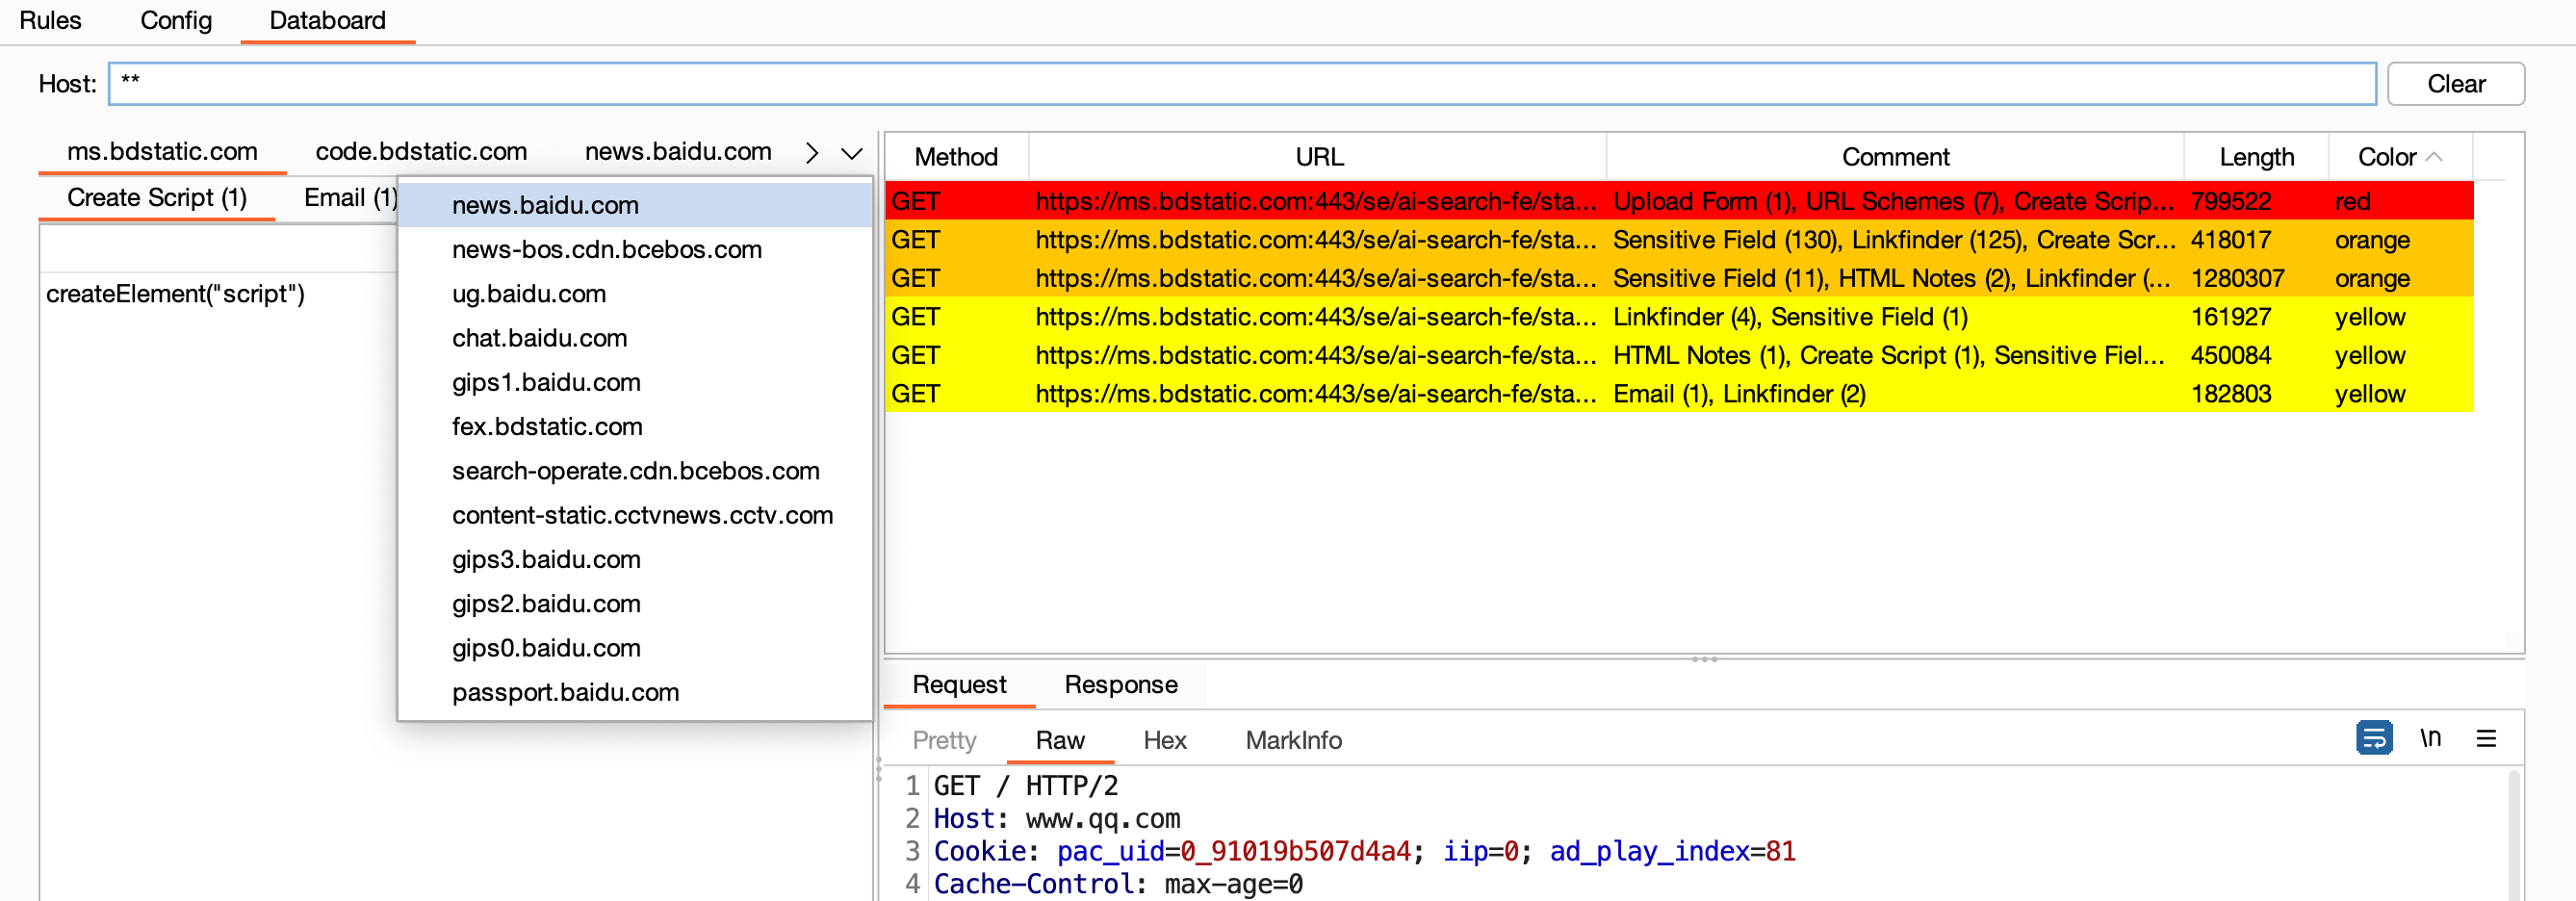 Rules Config Databoard
Host: ** Clear
ms.bdstatic.com code.bdstatic.com news.baidu.com
Create Script (1) Email (1)
createElement("script")
news.baidu.com
news-bos.cdn.bcebos.com
ug.baidu.com
chat.baidu.com
gips1.baidu.com
fex.bdstatic.com
search-operate.cdn.bcebos.com
content-static.cctvnews.cctv.com
gips3.baidu.com
gips2.baidu.com
gips0.baidu.com
passport.baidu.com
Method URL Comment Length Color
GET https://ms.bdstatic.com:443/se/ai-search-fe/sta... Upload Form (1), URL Schemes (7), Create Scrip... 799522 red
GET https://ms.bdstatic.com:443/se/ai-search-fe/sta... Sensitive Field (130), Linkfinder (125), Create Scr... 418017 orange
GET https://ms.bdstatic.com:443/se/ai-search-fe/sta... Sensitive Field (11), HTML Notes (2), Linkfinder (... 1280307 orange
GET https://ms.bdstatic.com:443/se/ai-search-fe/sta... Linkfinder (4), Sensitive Field (1) 161927 yellow
GET https://ms.bdstatic.com:443/se/ai-search-fe/sta... HTML Notes (1), Create Script (1), Sensitive Fiel... 450084 yellow
GET https://ms.bdstatic.com:443/se/ai-search-fe/sta... Email (1), Linkfinder (2) 182803 yellow
Request Response
Pretty Raw Hex MarkInfo \n
1 GET / HTTP/2
2 Host: www.qq.com
3 Cookie: pac_uid=0_91019b507d4a4; iip=0; ad_play_index=81
4 Cache-Control: max-age=0